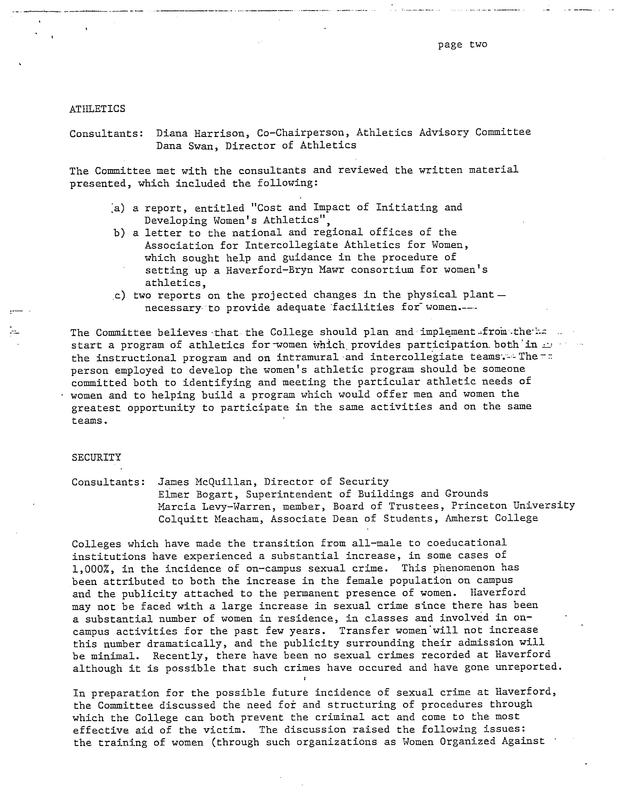 page two
ATHLETICS
Consultants: Diana Harrison, Co-Chairperson, Athletics Advisory Committee
Dana Swan, Director of Athletics
The Committee met with the consultants and reviewed the written material
presented, which included the following:
a) a report, entitled "Cost and Impact of Initiating and
Developing Women's Athletics",
b) a letter to the national and regional offices of the
Association for Intercollegiate Athletics for Women,
which sought help and guidance in the procedure of
setting up a Haverford-Bryn Mawr consortium for women's
athletics,
c) two reports on the projected changes in the physical plant
necessary to provide adequate facilities for women.
The Committee believes that the College should plan and implement from the
start a program of athletics for women which provides participation both in
the instructional program and on intramural and intercollegiate teams. The
person employed to develop the women's athletic program should be someone
committed both to identifying and meeting the particular athletic needs of
women and to helping build a program which would offer men and women the
greatest opportunity to participate in the same activities and on the same
teams.
SECURITY
Consultants: James McQuillan, Director of Security
Elmer Bogart, Superintendent of Buildings and Grounds
Marcia Levy-Warren, member, Board of Trustees, Princeton University
Colquitt Meacham, Associate Dean of Students, Amherst College
Colleges which have made the transition from all-male to coeducational
institutions have experienced a substantial increase, in some cases of
1,000%, in the incidence of on-campus sexual crime. This phenomenon has
been attributed to both the increase in the female population on campus
and the publicity attached to the permanent presence of women. Haverford
may not be faced with a large increase in sexual crime since there has been
a substantial number of women in residence, in classes and involved in on-
campus activities for the past few years. Transfer women will not increase
this number dramatically, and the publicity surrounding their admission will
be minimal. Recently, there have been no sexual crimes recorded at Haverford
although it is possible that such crimes have occured and have gone unreported.
In preparation for the possible future incidence of sexual crime at Haverford,
the Committee discussed the need for and structuring of procedures through
which the College can both prevent the criminal act and come to the most
effective aid of the victim. The discussion raised the following issues:
the training of women (through such organizations as Women Organized Against